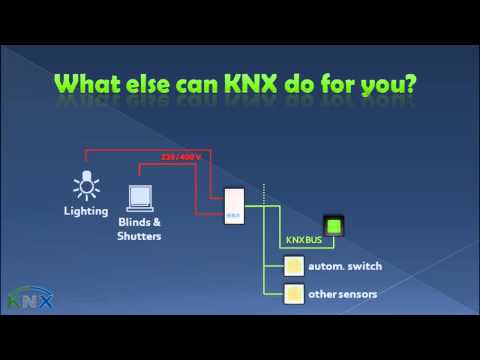 What else can KNX do for you?
230/400 V
Lighting
Blinds &
Shutters
KNX
KNX BUS
autom. switch
other sensors
KNX